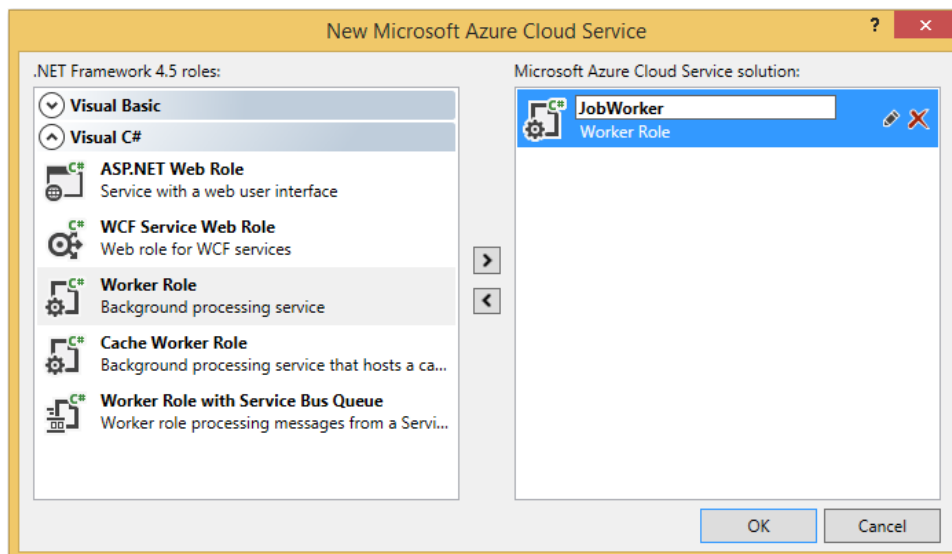 New Microsoft Azure Cloud Service
?
.NET Framework 4.5 roles:
Visual Basic
Visual C#
C#
ASP.NET Web Role
Service with a web user interface
C#
WCF Service Web Role
Web role for WCF services
C#
Worker Role
Background processing service
C#
Cache Worker Role
Background processing service that hosts a ca...
C#
Worker Role with Service Bus Queue
Worker role processing messages from a Servi...
Microsoft Azure Cloud Service solution:
C#
JobWorker
Worker Role
OK
Cancel